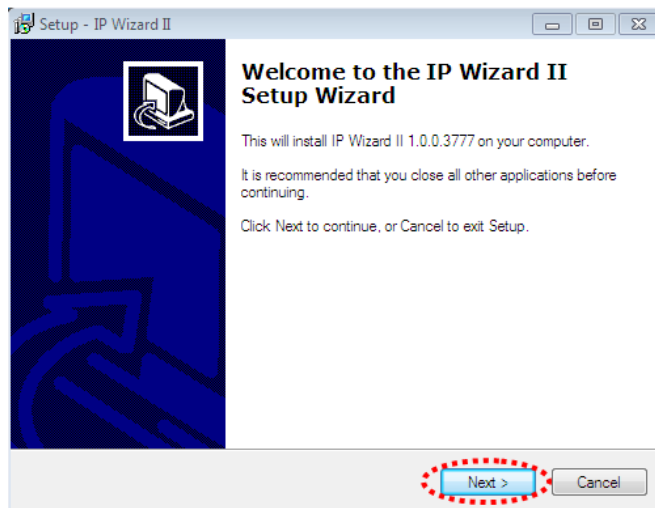 Setup - IP Wizard II
Welcome to the IP Wizard II
Setup Wizard
This will install IP Wizard II 1.0.0.3777 on your computer.
It is recommended that you close all other applications before
continuing.
Click Next to continue, or Cancel to exit Setup.
Next >
Cancel